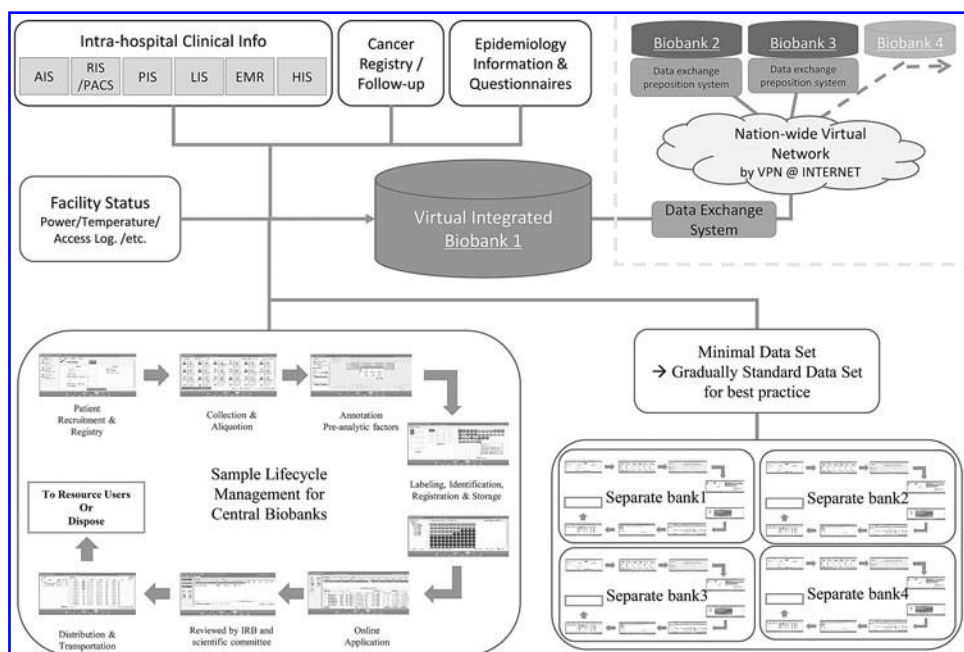 Intra-hospital Clinical Info
AIS
RIS
/PACS
PIS
LIS
EMR
HIS
Cancer
Registry /
Follow-up
Epidemiology
Information &
Questionnaires
Biobank 2
Biobank 3
Biobank 4
Data exchange
preposition system
Data exchange
preposition system
Nation-wide Virtual
Network
by VPN @ INTERNET
Facility Status
Power/Temperature/
Access Log. /etc.
Virtual Integrated
Biobank 1
Data Exchange
System
Patient
Recruitment &
Registry
Collection &
Aliquotion
Annotation
Pre-analytic factors
Labeling, Identification,
Registration & Storage
Sample Lifecycle
Management for
Central Biobanks
To Resource Users
Or
Dispose
Distribution &
Transportation
Reviewed by IRB and
scientific committee
Online
Application
Minimal Data Set
→ Gradually Standard Data Set
for best practice
Separate bank1
Separate bank2
Separate bank3
Separate bank4